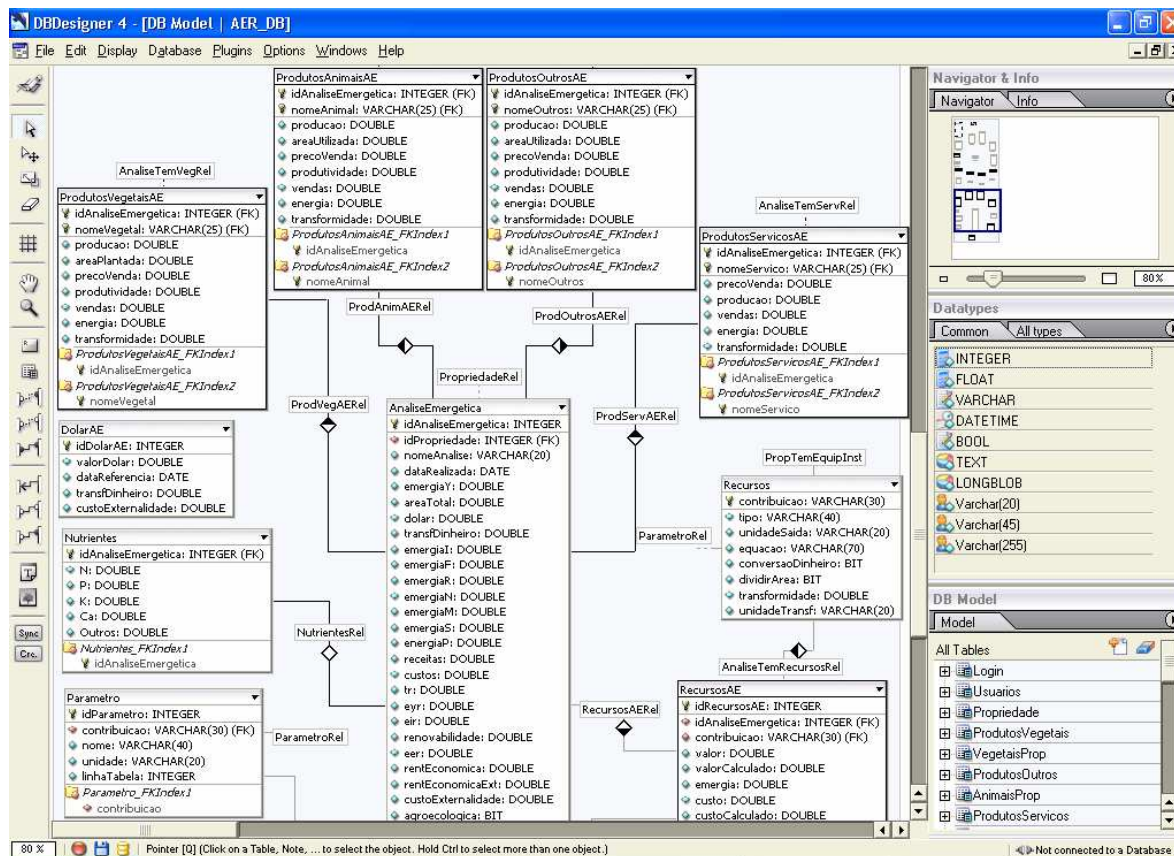 DBDesigner 4 - [DB Model | AER_DB]
File Edit Display Database Plugins Options Windows Help
ProdutosAnimaisAE
idAnaliseEmergetica: INTEGER (FK)
nomeAnimal: VARCHAR(25) (FK)
producao: DOUBLE
areaUtilizada: DOUBLE
precoVenda: DOUBLE
produtividade: DOUBLE
vendas: DOUBLE
energia: DOUBLE
transformidade: DOUBLE
ProdutosAnimaisAE_FKIndex1
idAnaliseEmergetica
ProdutosAnimaisAE_FKIndex2
nomeAnimal
ProdutosOutrosAE
idAnaliseEmergetica: INTEGER (FK)
nomeOutros: VARCHAR(25) (FK)
producao: DOUBLE
areaUtilizada: DOUBLE
precoVenda: DOUBLE
produtividade: DOUBLE
vendas: DOUBLE
energia: DOUBLE
transformidade: DOUBLE
ProdutosOutrosAE_FKIndex1
idAnaliseEmergetica
ProdutosOutrosAE_FKIndex2
nomeOutros
AnaliseTemVegRel
ProdutosVegetaisAE
idAnaliseEmergetica: INTEGER (FK)
nomeVegetal: VARCHAR(25) (FK)
producao: DOUBLE
areaPlantada: DOUBLE
precoVenda: DOUBLE
produtividade: DOUBLE
vendas: DOUBLE
energia: DOUBLE
transformidade: DOUBLE
ProdutosVegetaisAE_FKIndex1
idAnaliseEmergetica
ProdutosVegetaisAE_FKIndex2
nomeVegetal
AnaliseTemServRel
ProdutosServicosAE
idAnaliseEmergetica: INTEGER (FK)
nomeServico: VARCHAR(25) (FK)
precoVenda: DOUBLE
producao: DOUBLE
vendas: DOUBLE
energia: DOUBLE
transformidade: DOUBLE
ProdutosServicosAE_FKIndex1
idAnaliseEmergetica
ProdutosServicosAE_FKIndex2
nomeServico
ProdAnimAERel
ProdOutrosAERel
PropriedadeRel
ProdVegAERel
ProdServAERel
DolarAE
idDolarAE: INTEGER
valorDolar: DOUBLE
dataReferencia: DATE
transfDinheiro: DOUBLE
custoExternalidade: DOUBLE
AnaliseEmergetica
idAnaliseEmergetica: INTEGER
idPropriedade: INTEGER (FK)
nomeAnalise: VARCHAR(20)
dataRealizada: DATE
emergiaY: DOUBLE
areaTotal: DOUBLE
dolar: DOUBLE
transfDinheiro: DOUBLE
emergiaI: DOUBLE
emergiaF: DOUBLE
emergiaR: DOUBLE
emergiaN: DOUBLE
emergiaM: DOUBLE
emergiaS: DOUBLE
energiaP: DOUBLE
receitas: DOUBLE
custos: DOUBLE
tr: DOUBLE
eyr: DOUBLE
eir: DOUBLE
renovabilidade: DOUBLE
eer: DOUBLE
rentEconomica: DOUBLE
rentEconomicaExt: DOUBLE
custoExternalidade: DOUBLE
agroecologica: BIT
PropTemEquipInst
Recursos
contribuicao: VARCHAR(30)
tipo: VARCHAR(40)
unidadeSaida: VARCHAR(20)
equacao: VARCHAR(70)
conversaoDinheiro: BIT
dividirArea: BIT
transformidade: DOUBLE
unidadeTransf: VARCHAR(20)
ParametroRel
Nutrientes
idAnaliseEmergetica: INTEGER (FK)
N: DOUBLE
P: DOUBLE
K: DOUBLE
Ca: DOUBLE
Outros: DOUBLE
Nutrientes_FKIndex1
idAnaliseEmergetica
NutrientesRel
AnaliseTemRecursosRel
Parametro
idParametro: INTEGER
contribuicao: VARCHAR(30) (FK)
nome: VARCHAR(40)
unidade: VARCHAR(20)
linhaTabela: INTEGER
Parametro_FKIndex1
contribuicao
ParametroRel
RecursosAERel
RecursosAE
idRecursosAE: INTEGER
idAnaliseEmergetica: INTEGER (FK)
contribuicao: VARCHAR(30) (FK)
valor: DOUBLE
valorCalculado: DOUBLE
emergia: DOUBLE
custo: DOUBLE
custoCalculado: DOUBLE
Sync
Cre.
Navigator & Info
Navigator Info
80%
Datatypes
Common All types
INTEGER
FLOAT
VARCHAR
DATETIME
BOOL
TEXT
LONGBLOB
Varchar(20)
Varchar(45)
Varchar(255)
DB Model
Model
All Tables
Login
Usuarios
Propriedade
ProdutosVegetais
VegetaisProp
ProdutosOutros
AnimaisProp
ProdutosServicos
80 % Pointer [Q] (Click on a Table, Note, ... to select the object. Hold Ctrl to select more than one object.) Not connected to a Database